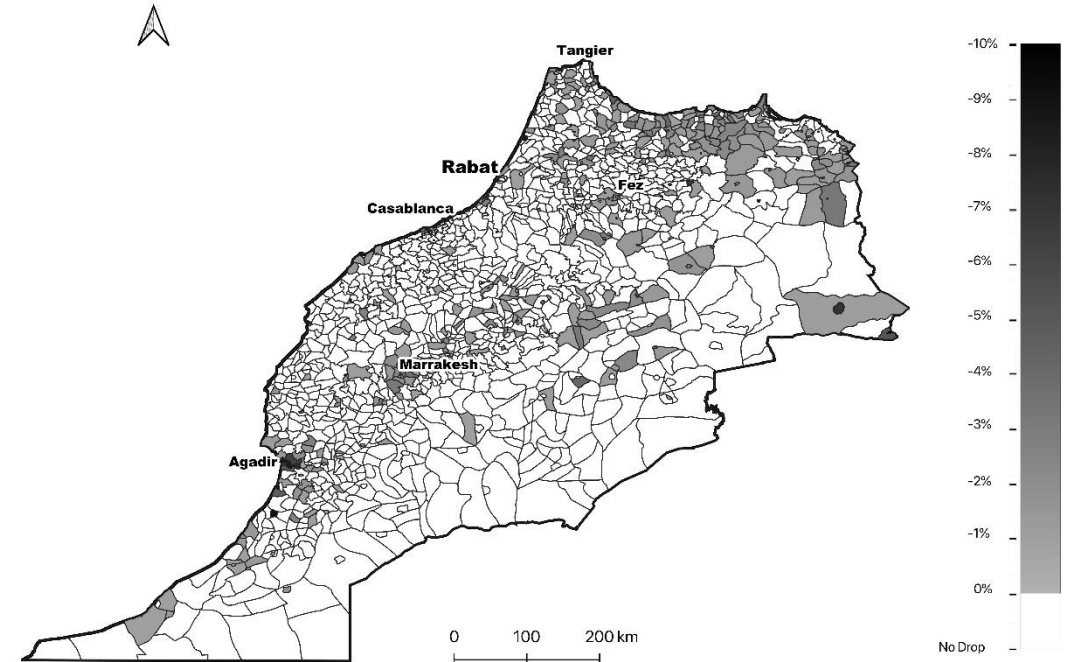 Tangier
Rabat
Fez
Casablanca
Marrakesh
Agadir
0 100 200 km
-10%
-9%
-8%
-7%
-6%
-5%
-4%
-3%
-2%
-1%
0%
No Drop